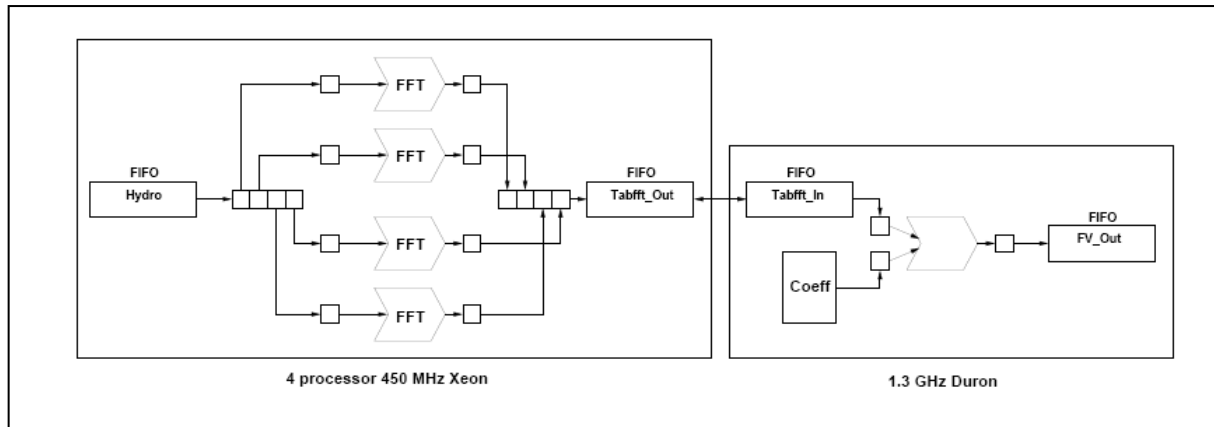 FFT
FIFO
Hydro
FFT
FIFO
Tabfft_Out
FIFO
Tabfft_In
FIFO
FV_Out
FFT
Coeff
FFT
4 processor 450 MHz Xeon
1.3 GHz Duron